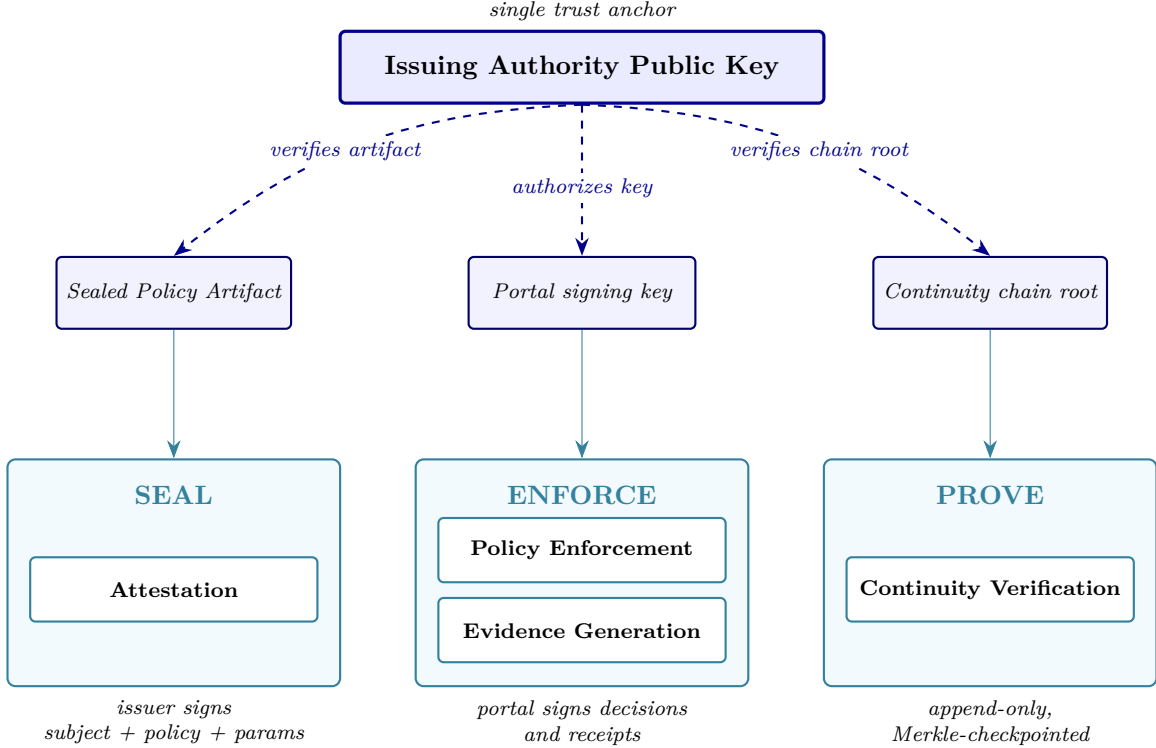 single trust anchor
Issuing Authority Public Key
verifies artifact
verifies chain root
authorizes key
Sealed Policy Artifact
Portal signing key
Continuity chain root
SEAL
ENFORCE
PROVE
Attestation
Policy Enforcement
Evidence Generation
Continuity Verification
issuer signs
subject + policy + params
portal signs decisions
and receipts
append-only,
Merkle-checkpointed